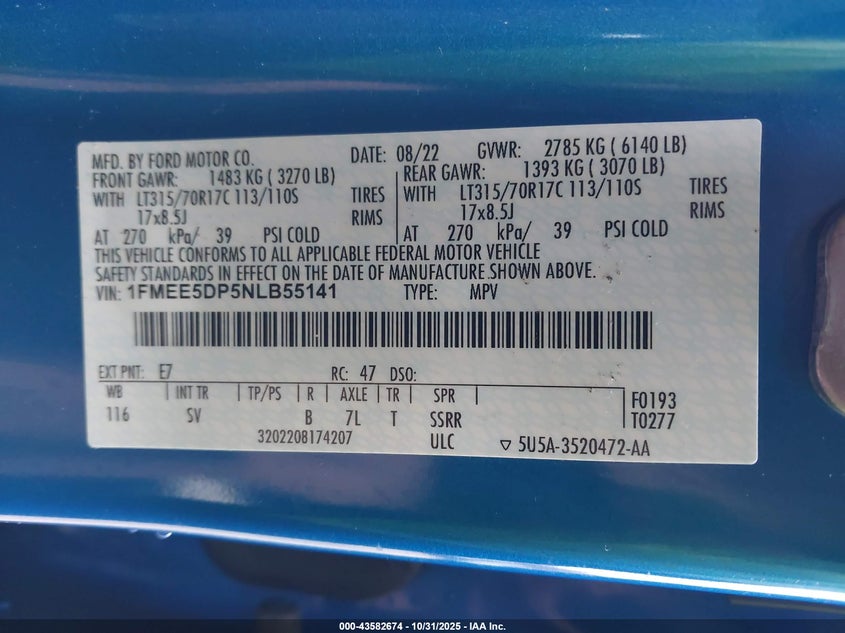 MFD. BY FORD MOTOR CO. DATE: 08/22 GVWR: 2785 KG ( 6140 LB)
FRONT GAWR: 1483 KG ( 3270 LB) REAR GAWR: 1393 KG ( 3070 LB)
WITH LT315/70R17C 113/110S TIRES WITH LT315/70R17C 113/110S TIRES
17x8.5J RIMS 17x8.5J RIMS
AT 270 kPa/ 39 PSI COLD AT 270 kPa/ 39 PSI COLD
THIS VEHICLE CONFORMS TO ALL APPLICABLE FEDERAL MOTOR VEHICLE
SAFETY STANDARDS IN EFFECT ON THE DATE OF MANUFACTURE SHOWN ABOVE.
VIN: 1FMEE5DP5NLB55141 TYPE: MPV
EXT PNT: E7 RC: 47 DSO:
WB INT TR TP/PS R AXLE TR SPR F0193
116 SV B 7L T SSRR T0277
3202208174207 ULC ▽ 5U5A-3520472-AA
000-43582674 - 10/31/2025 - IAA Inc.